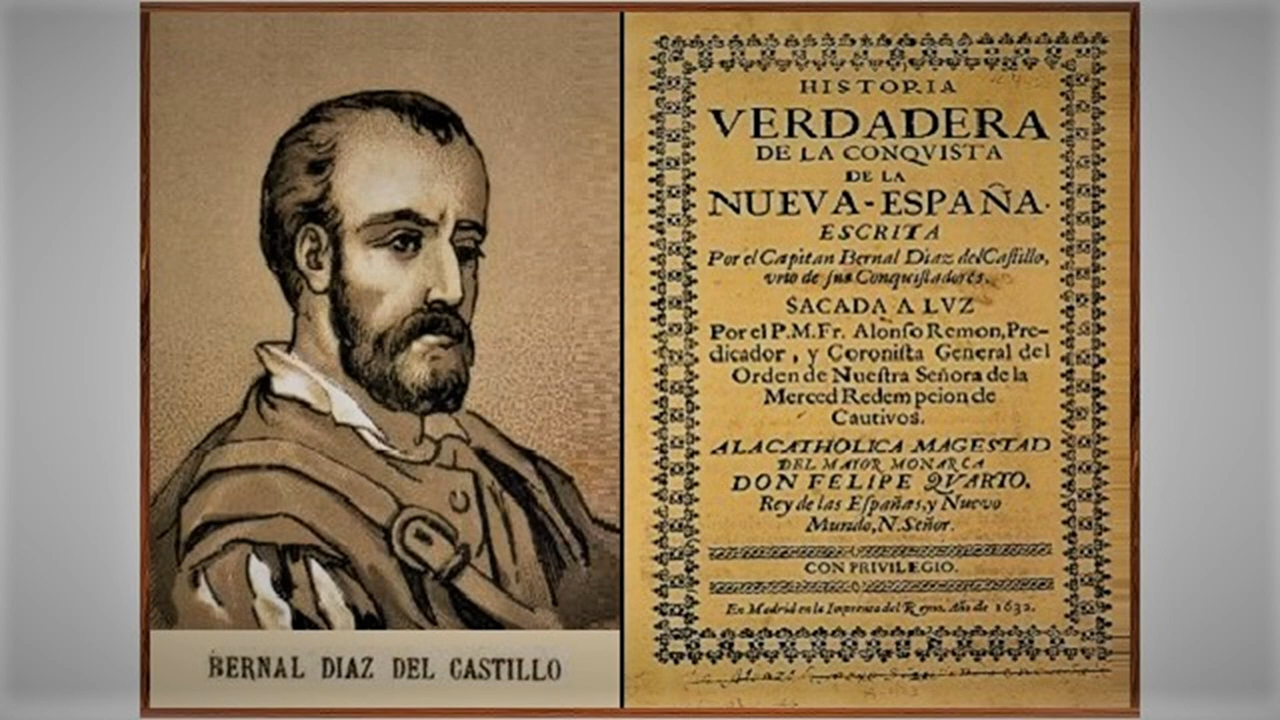 BERNAL DIAZ DEL CASTILLO
HISTORIA
VERDADERA
DE LA CONQVISTA
DE LA
NUEVA-ESPAÑA.
ESCRITA
Por el Capitan Bernal Diaz del Castillo,
vno de sus Conquistadores.
SACADA A LVZ
Por el P.M.Fr. Alonso Remon, Pre-
dicador, y Coronista General del
Orden de Nuestra Señora de la
Merced Redempcion de
Cautivos.
A LA CATHOLICA MAGESTAD
DEL MAYOR MONARCA
DON FELIPE QVARTO,
Rey de las Españas, y Nuevo
Mundo, N. Señor.
CON PRIVILEGIO.
En Madrid en la Imprenta del Reyno. Año de 1632.